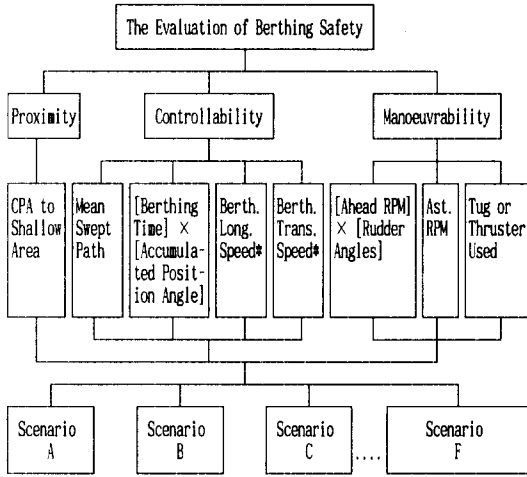 The Evaluation of Berthing Safety
Proximity
Controllability
Manoeuvrability
CPA to
Shallow
Area
Mean
Swept
Path
[Berthing
Time] ×
[Accumula-
ted Posit-
ion Angle]
Berth.
Long.
Speed*
Berth.
Trans.
Speed*
[Ahead RPM]
× [Rudder
Angles]
Ast.
RPM
Tug or
Thruster
Used
Scenario
A
Scenario
B
Scenario
C
....
Scenario
F